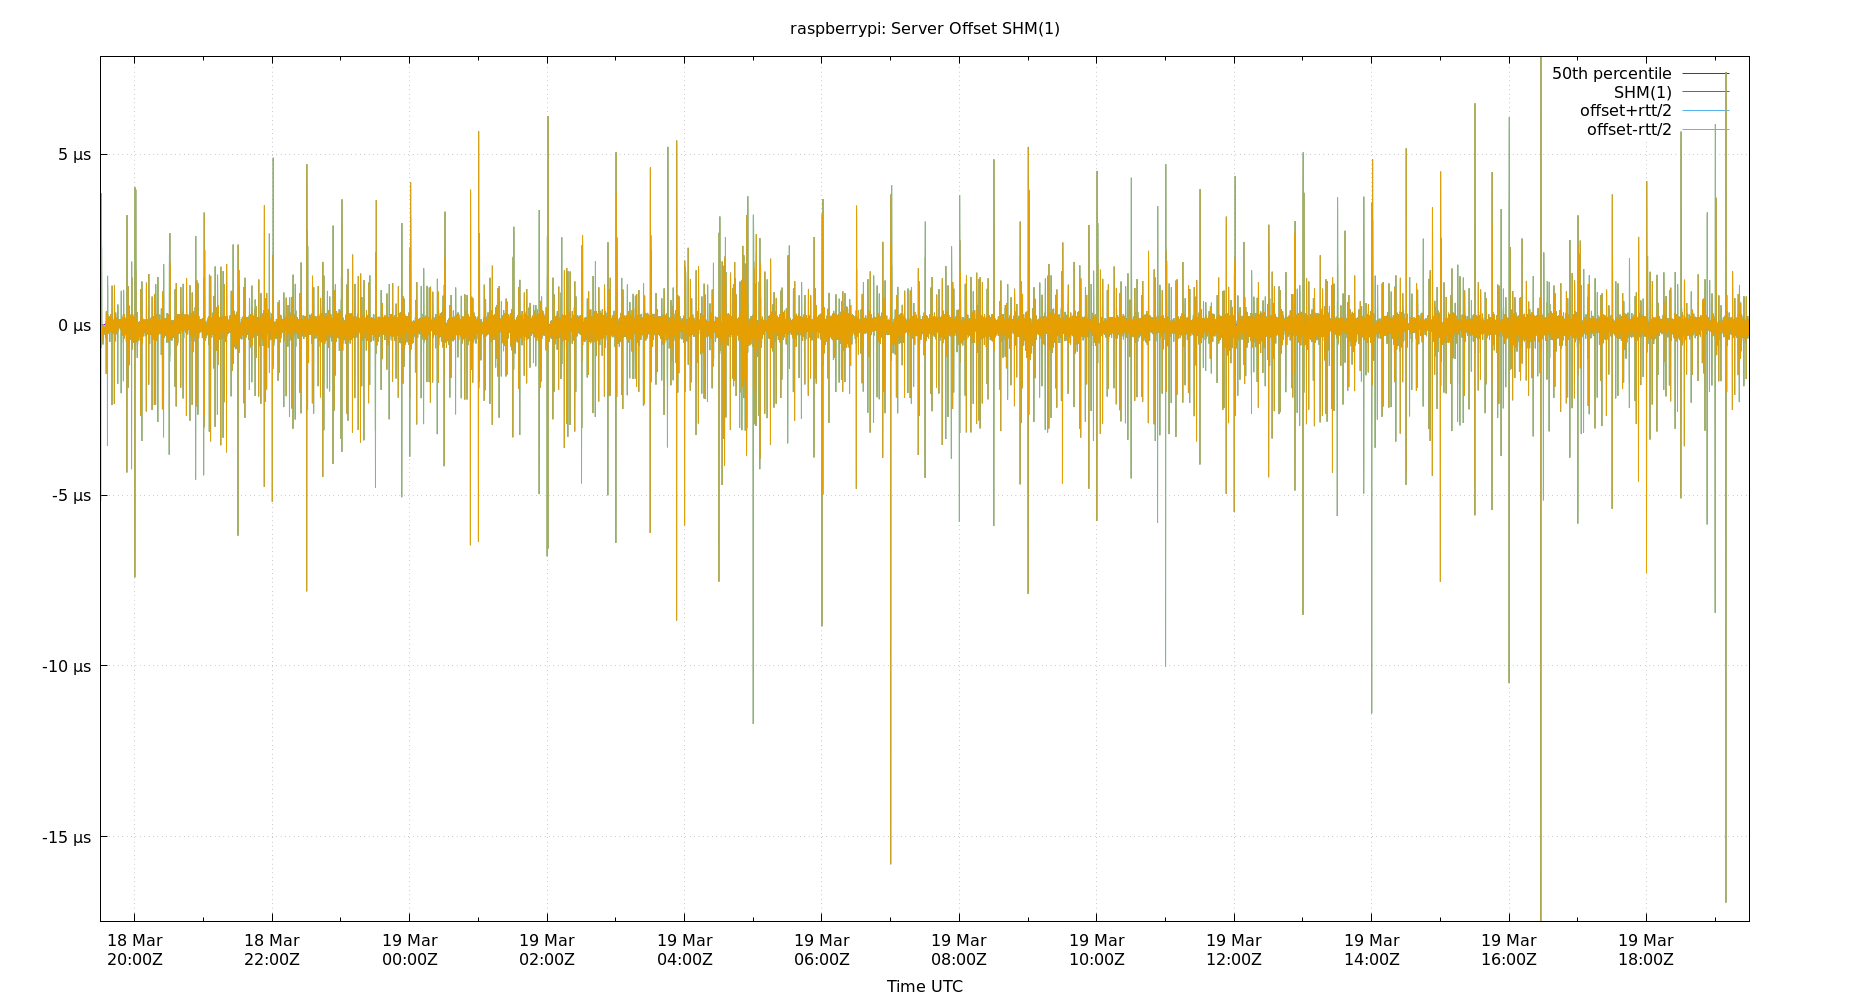 raspberrypi: Server Offset SHM(1)
50th percentile
SHM(1)
offset+rtt/2
offset-rtt/2
5 µs
0 µs
-5 µs
-10 µs
-15 µs
18 Mar 18 Mar 19 Mar 19 Mar 19 Mar 19 Mar 19 Mar 19 Mar 19 Mar 19 Mar 19 Mar 19 Mar
20:00Z 22:00Z 00:00Z 02:00Z 04:00Z 06:00Z 08:00Z 10:00Z 12:00Z 14:00Z 16:00Z 18:00Z
Time UTC